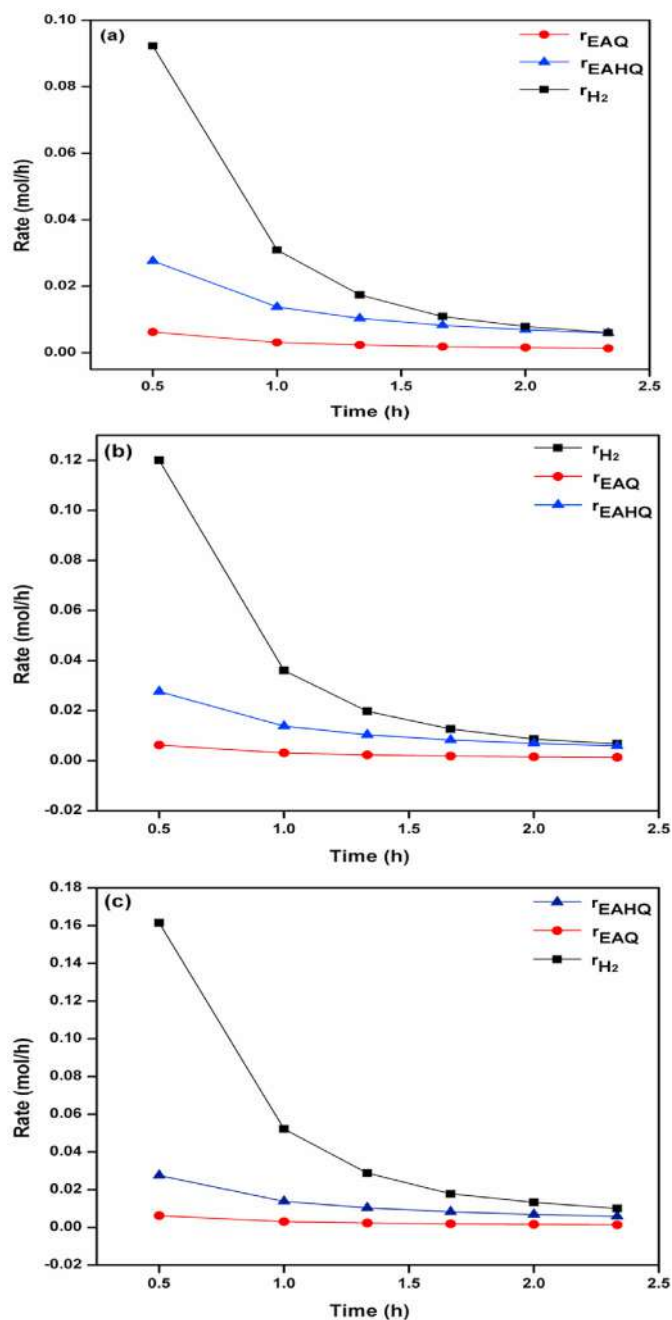 (a)
r_EAQ
r_EAHQ
r_H2
0.10
0.08
0.06
0.04
0.02
0.00
Rate (mol/h)
0.5 1.0 1.5 2.0 2.5
Time (h)
(b)
r_H2
r_EAQ
r_EAHQ
0.12
0.10
0.08
0.06
0.04
0.02
0.00
-0.02
Rate (mol/h)
0.5 1.0 1.5 2.0 2.5
Time (h)
(c)
r_EAHQ
r_EAQ
r_H2
0.18
0.16
0.14
0.12
0.10
0.08
0.06
0.04
0.02
0.00
-0.02
Rate (mol/h)
0.5 1.0 1.5 2.0 2.5
Time (h)